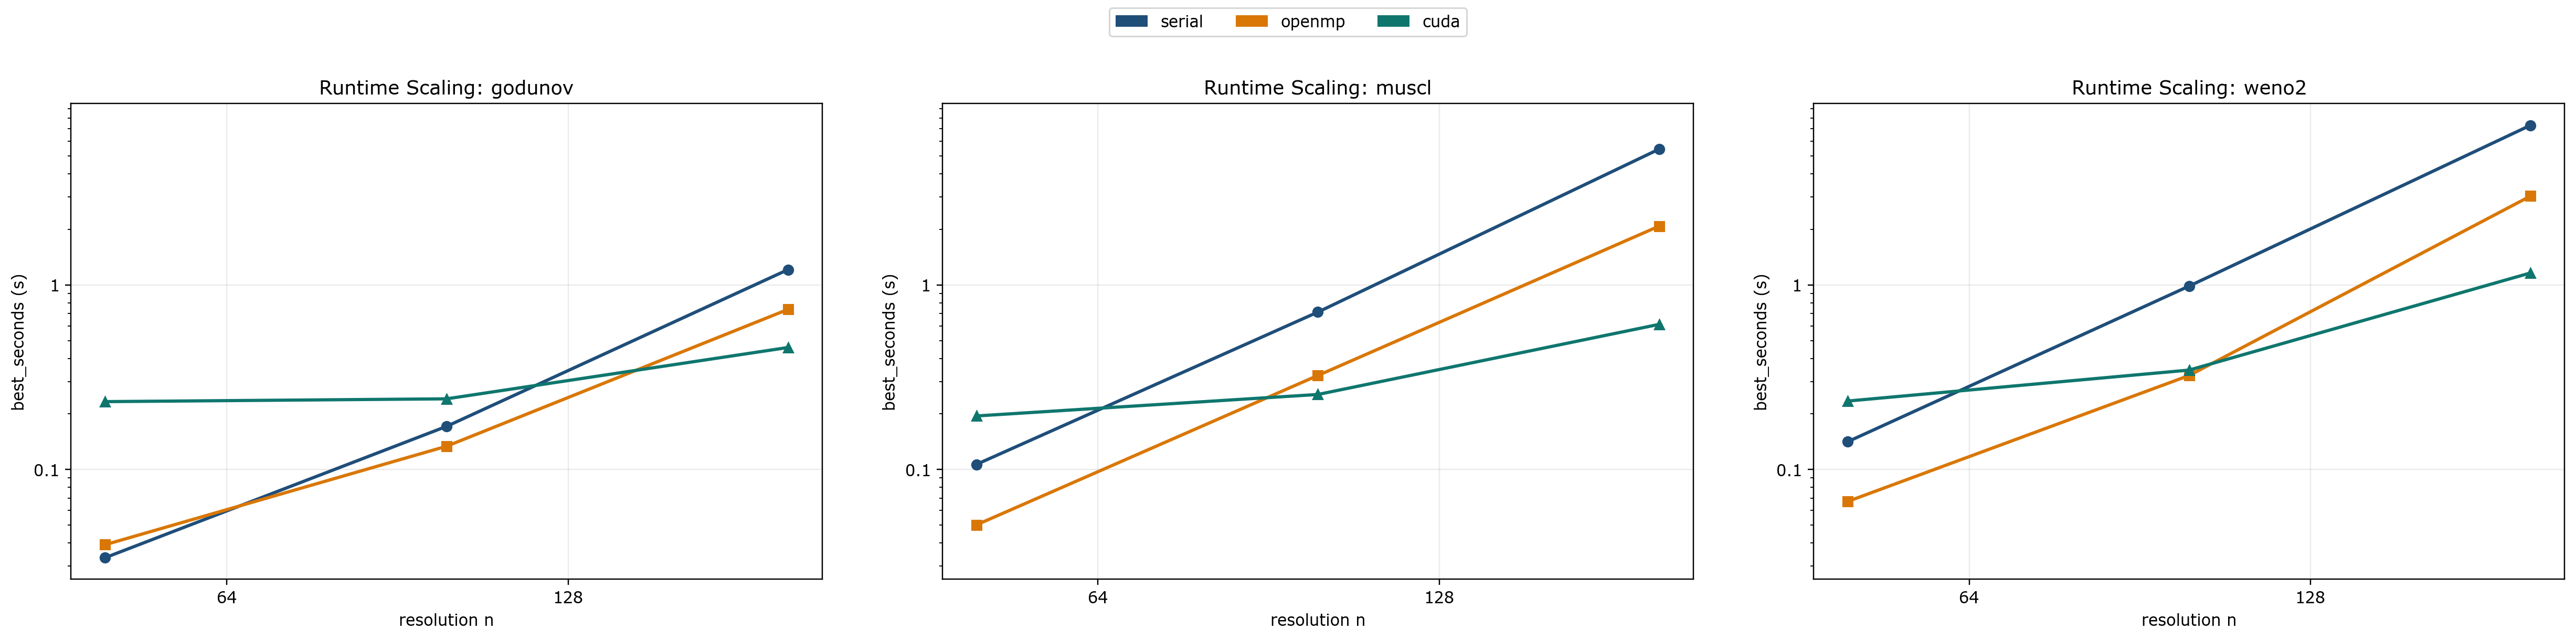 serial openmp cuda
Runtime Scaling: godunov
best_seconds (s)
1
0.1
64 128
resolution n
Runtime Scaling: muscl
best_seconds (s)
1
0.1
64 128
resolution n
Runtime Scaling: weno2
best_seconds (s)
1
0.1
64 128
resolution n